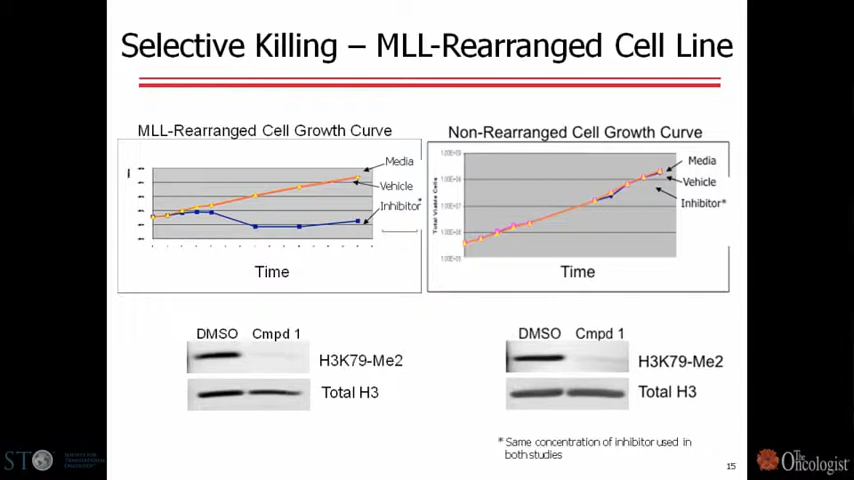 Selective Killing – MLL-Rearranged Cell Line
MLL-Rearranged Cell Growth Curve
Media
Vehicle
Inhibitor*
Time
Non-Rearranged Cell Growth Curve
Total Viable Cells
Media
Vehicle
Inhibitor*
Time
DMSO Cmpd 1
H3K79-Me2
Total H3
DMSO Cmpd 1
H3K79-Me2
Total H3
* Same concentration of inhibitor used in
both studies
15
The
Oncologist